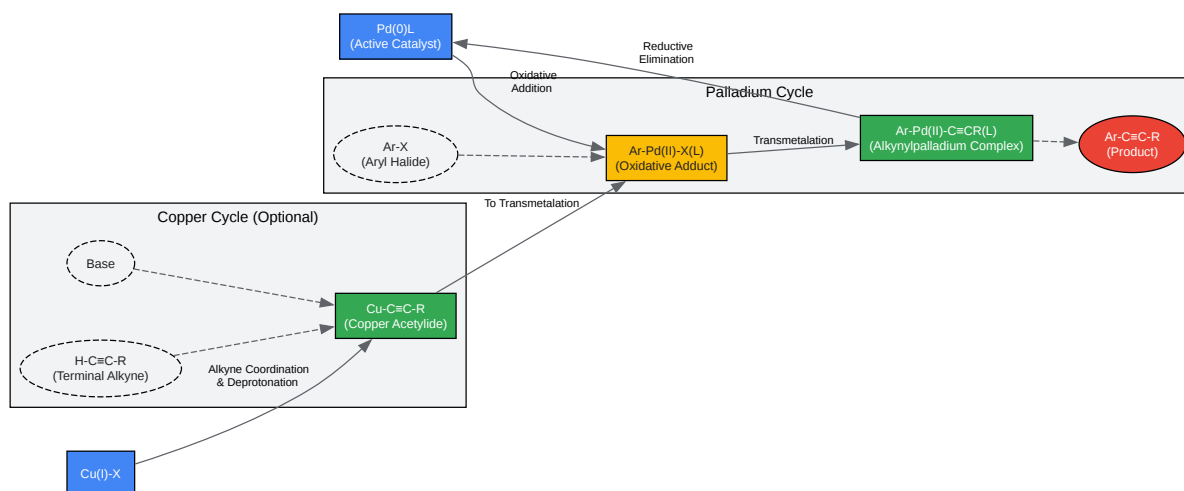 Pd(0)L
(Active Catalyst)
Reductive
Elimination
Oxidative
Addition
Palladium Cycle
Ar-X
(Aryl Halide)
Ar-Pd(II)-X(L)
(Oxidative Adduct)
Transmetalation
Ar-Pd(II)-C≡CR(L)
(Alkynylpalladium Complex)
Ar-C≡C-R
(Product)
To Transmetalation
Copper Cycle (Optional)
Base
Cu-C≡C-R
(Copper Acetylide)
H-C≡C-R
(Terminal Alkyne)
Alkyne Coordination
& Deprotonation
Cu(I)-X